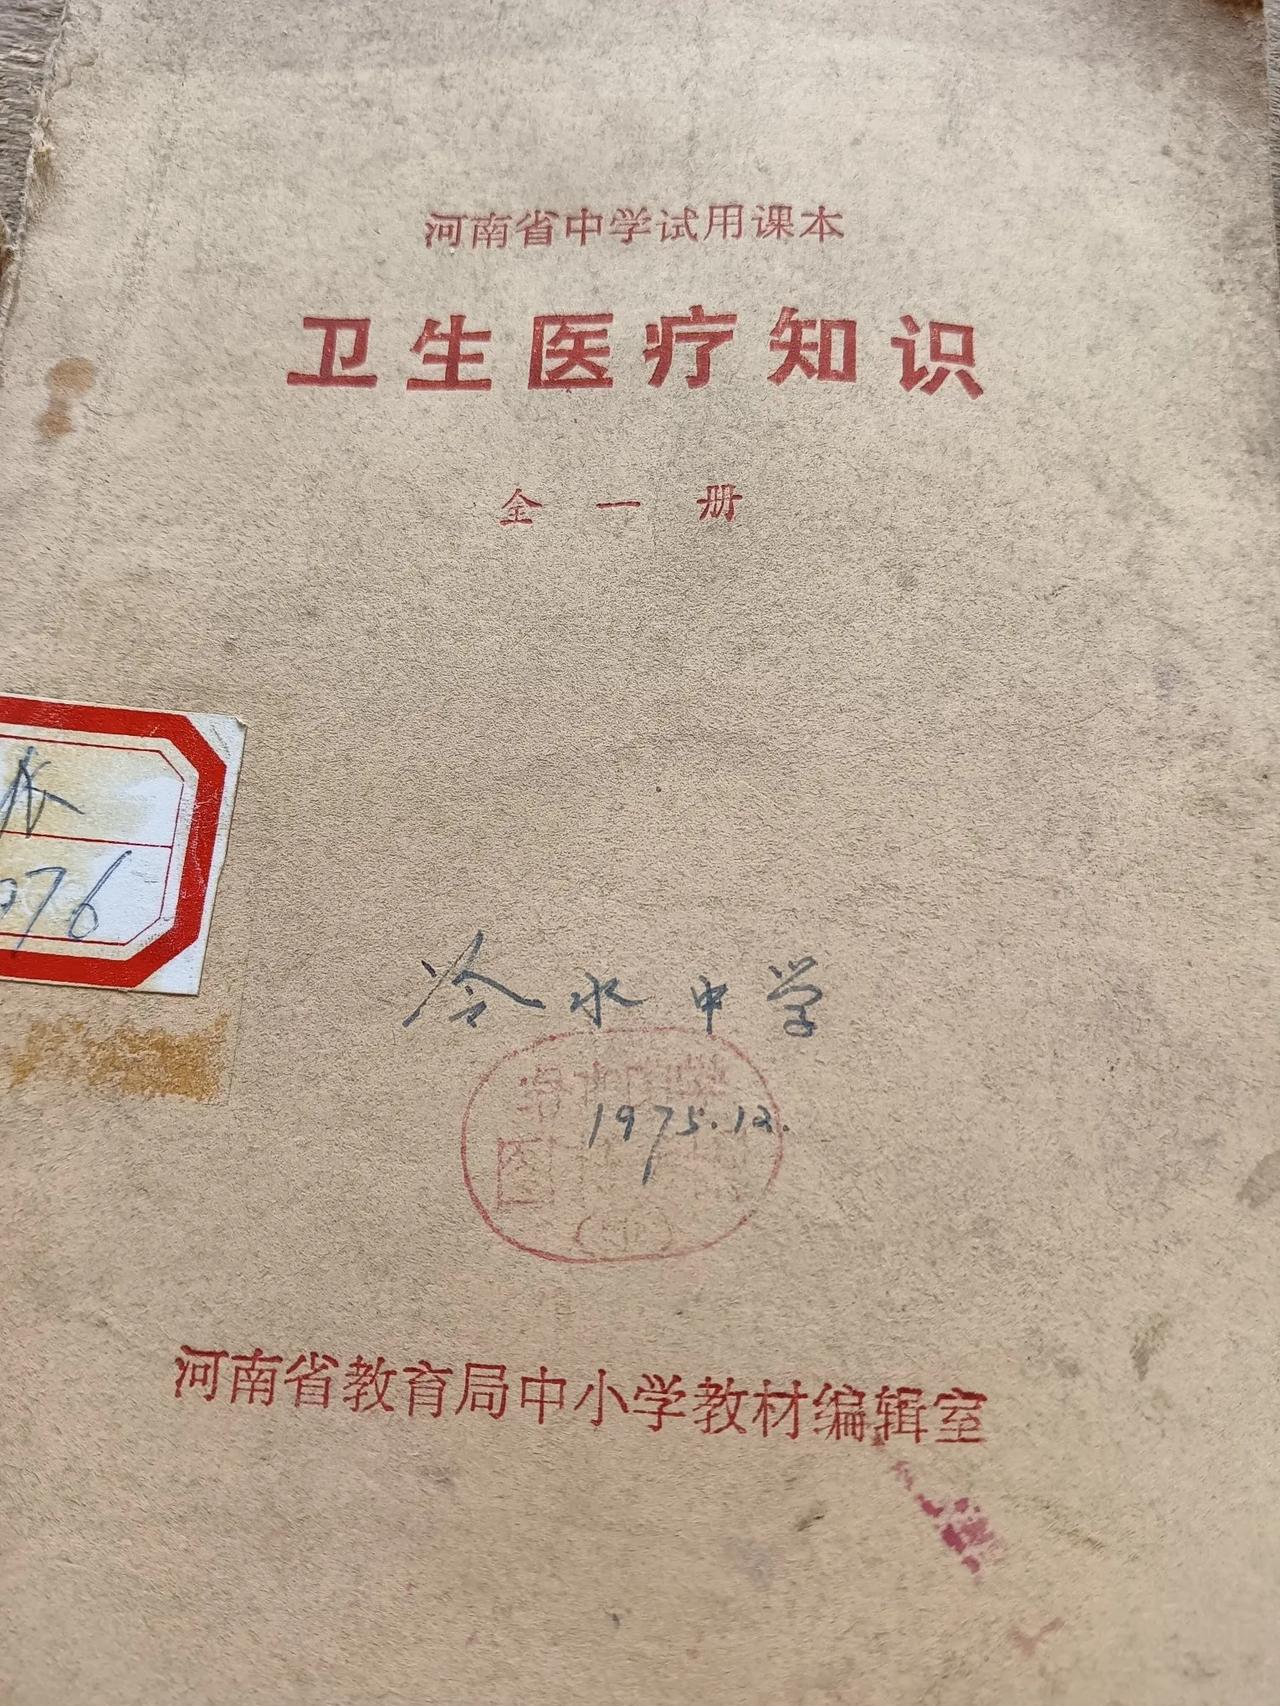 河南省中学试用课本
卫生医疗知识
全一册
076
冷水中学
1975.12.
河南省教育局中小学教材编辑室